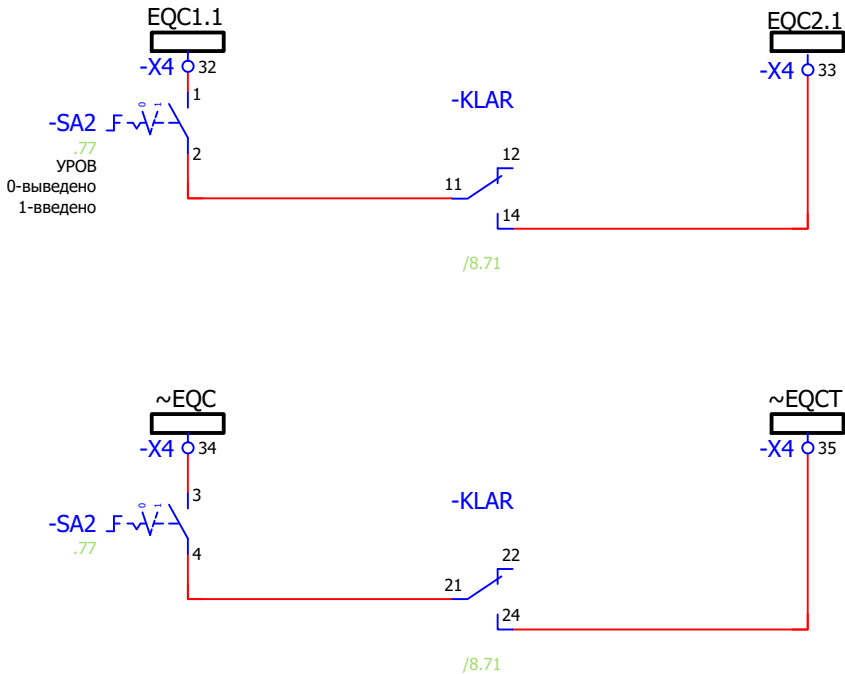 EQC1.1
EQC2.1
-X4 32
-X4 33
1
-KLAR
0 1
-SA2
.77
2
12
УРОВ
0-выведено
11
1-введено
14
/8.71
~EQC
~EQCT
-X4 34
-X4 35
3
-KLAR
0 1
-SA2
.77
4
22
21
24
/8.71